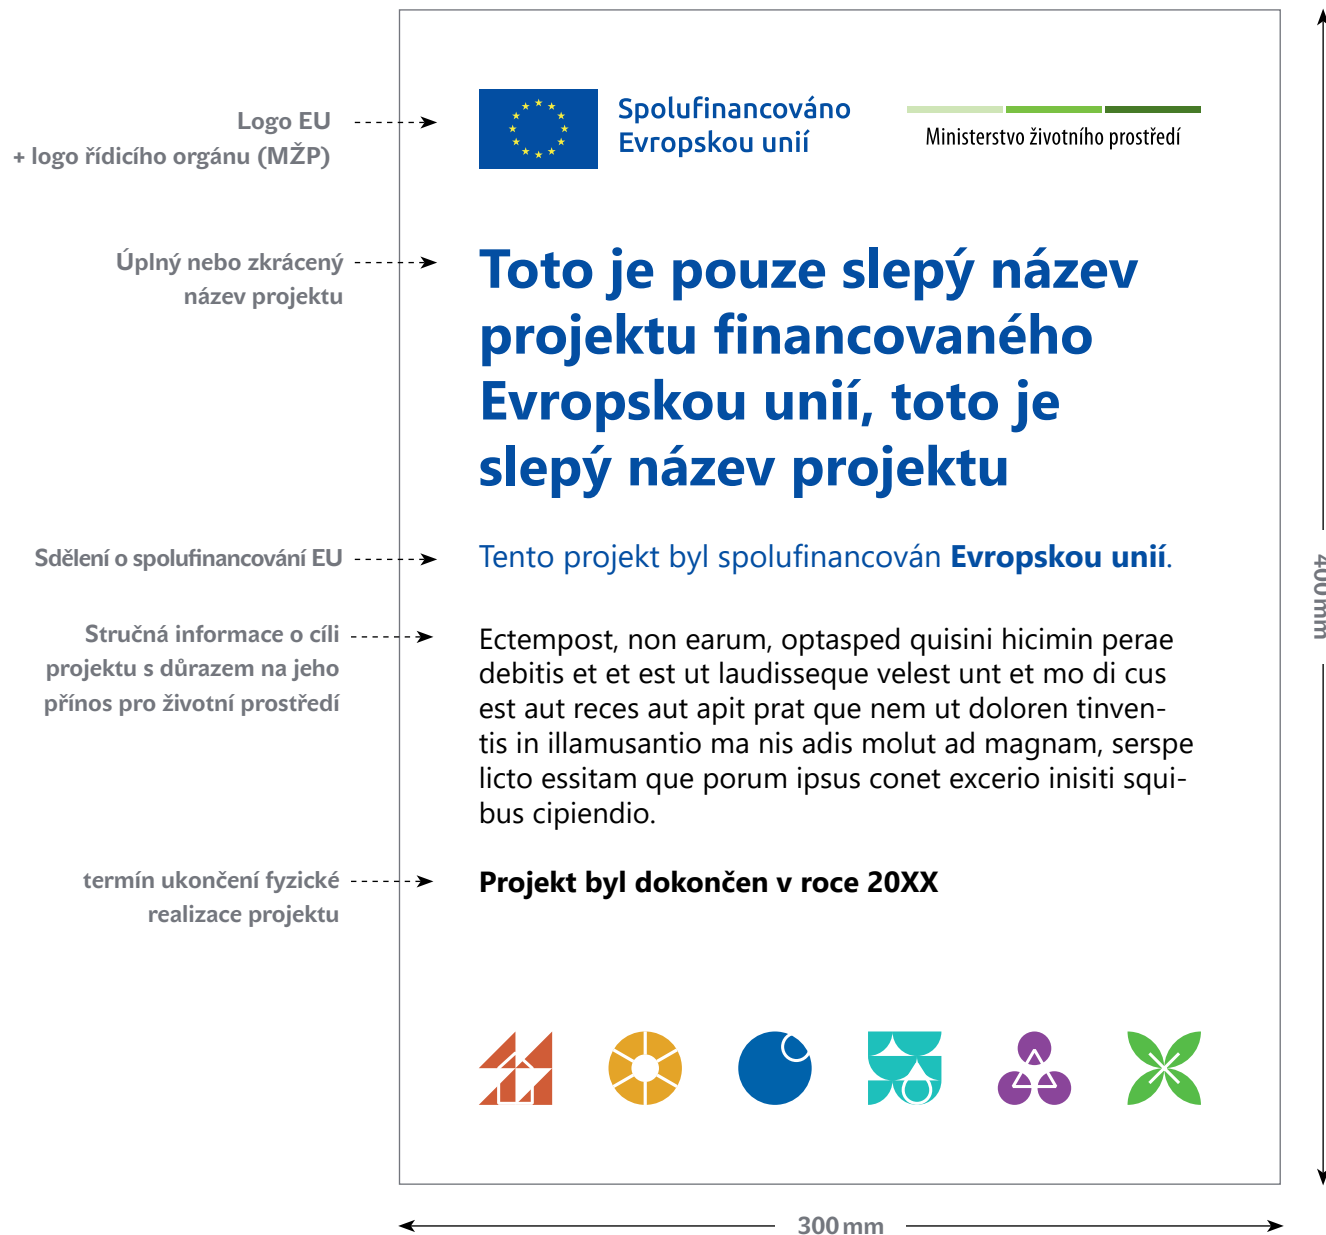 Logo EU
+ logo řídicího orgánu (MŽP)
Spolufinancováno
Evropskou unií
Ministerstvo životního prostředí
Úplný nebo zkrácený
název projektu
Toto je pouze slepý název
projektu financovaného
Evropskou unií, toto je
slepý název projektu
Sdělení o spolufinancování EU
Tento projekt byl spolufinancován Evropskou unií.
Stručná informace o cíli
projektu s důrazem na jeho
přínos pro životní prostředí
Ectempost, non earum, optasped quisini hicimin perae
debitis et et est ut laudisseque velest unt et mo di cus
est aut reces aut apit prat que nem ut doloren tinven-
tis in illamusantio ma nis adis molut ad magnam, serspe
licto essitam que porum ipsus conet excerio inisiti squi-
bus cipiendio.
termín ukončení fyzické
realizace projektu
Projekt byl dokončen v roce 20XX
400 mm
300 mm